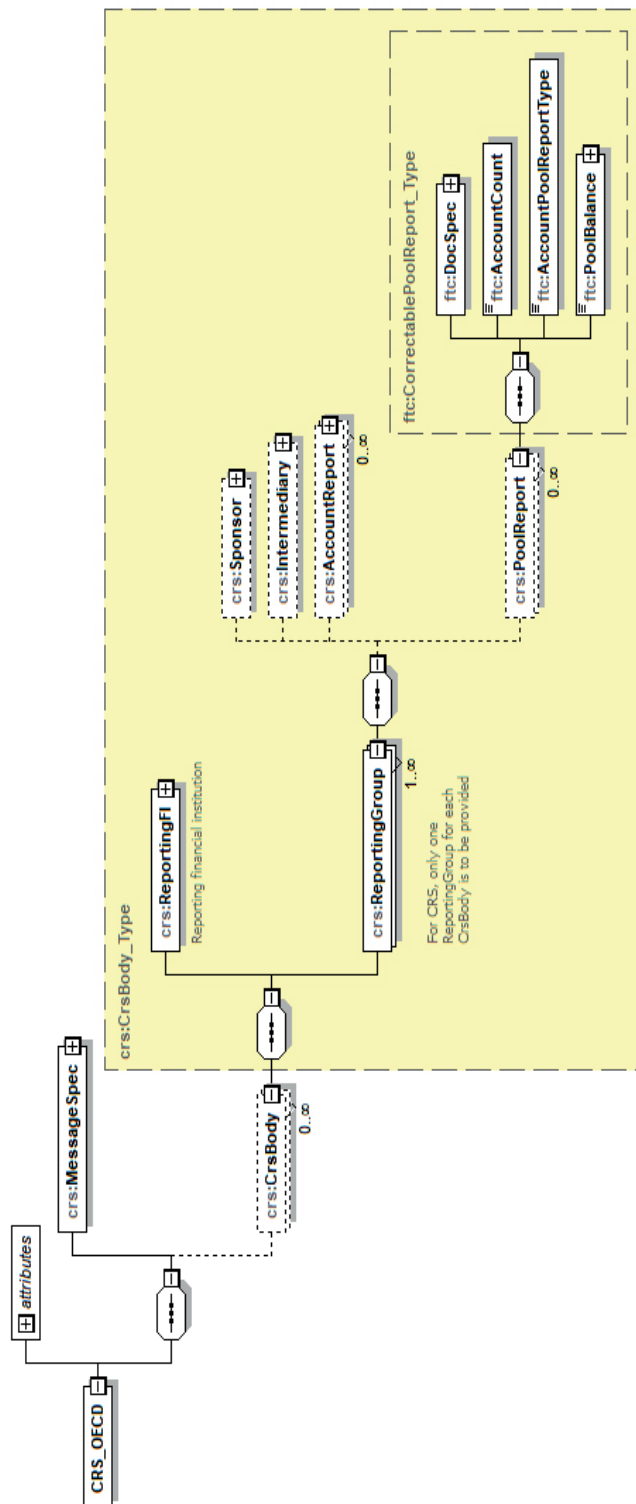 CRS_OECD
attributes
crs:MessageSpec
crs:CrsBody
0..∞
crs:CrsBody_Type
crs:ReportingFI
Reporting financial institution
crs:ReportingGroup
1..∞
For CRS, only one
ReportingGroup for each
CrsBody is to be provided
crs:Sponsor
crs:Intermediary
crs:AccountReport
0..∞
crs:PoolReport
0..∞
ftc:CorrectablePoolReport_Type
ftc:DocSpec
ftc:AccountCount
ftc:AccountPoolReportType
ftc:PoolBalance